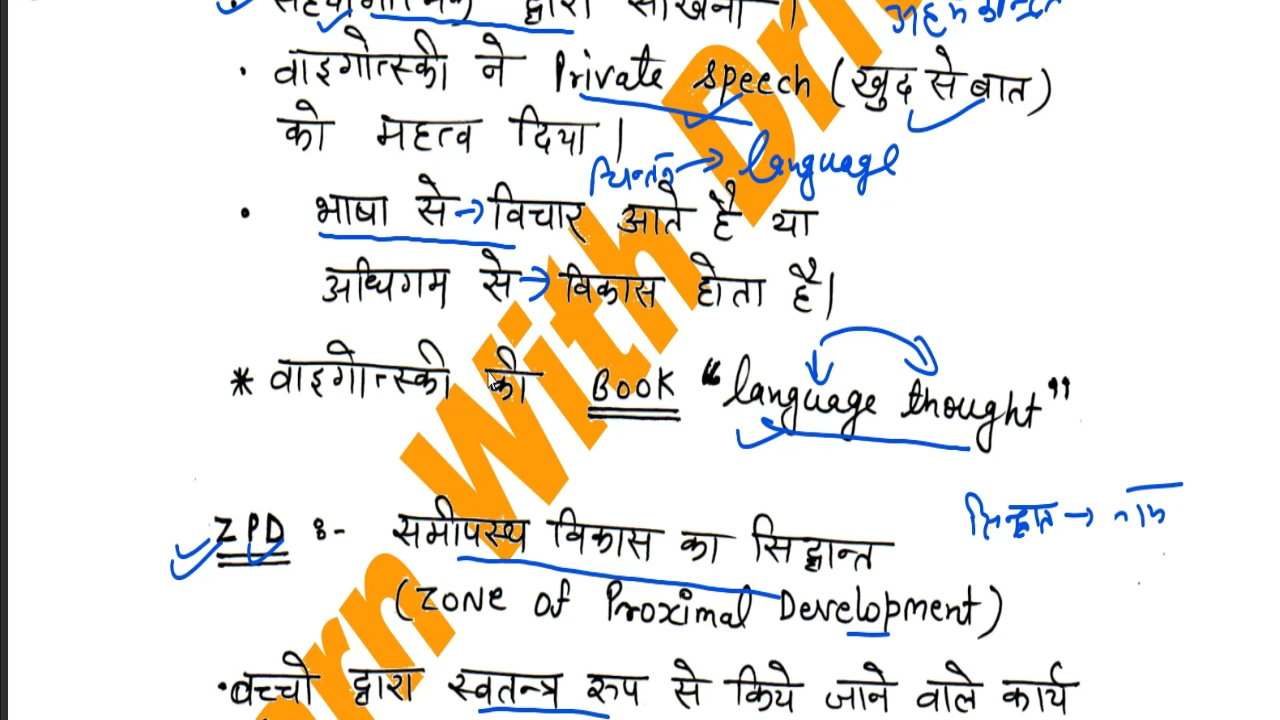 द्वारा सीखना ।
• वाइगोत्स्की ने Private speech (खुद से बात)
को महत्व दिया ।
चिन्तन → language
• भाषा से → विचार आते है या
अधिगम से → विकास होता है।
* वाइगोत्स्की की BOOK “language thought”
सिद्धांत → नाम
ZPD :- समीपस्थ विकास का सिद्धान्त
(ZONE OF Proximal Development)
• बच्चो द्वारा स्वतन्त्र रुप से किये जाने वाले कार्य